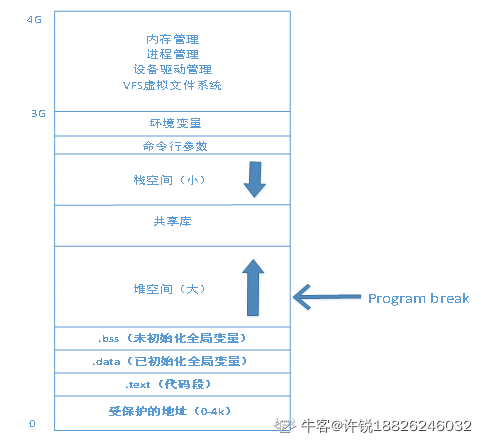 4G
内存管理
进程管理
设备驱动管理
VFS虚拟文件系统
3G
环境变量
命令行参数
栈空间（小）
共享库
堆空间（大）
Program break
.bss（未初始化全局变量）
.data（已初始化全局变量）
.text（代码段）
受保护的地址（0-4k）
0
牛客@许锐18826246032